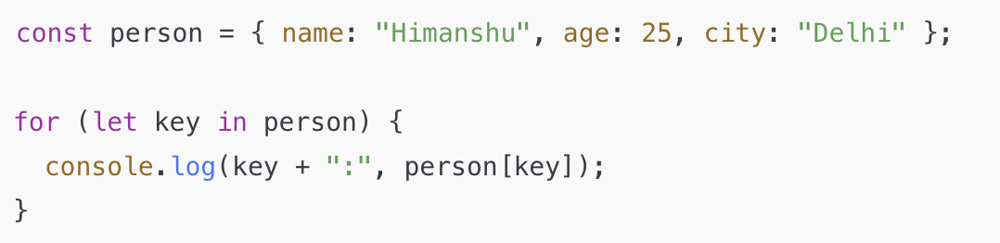 const person = { name: "Himanshu", age: 25, city: "Delhi" };
for (let key in person) {
  console.log(key + ":", person[key]);
}